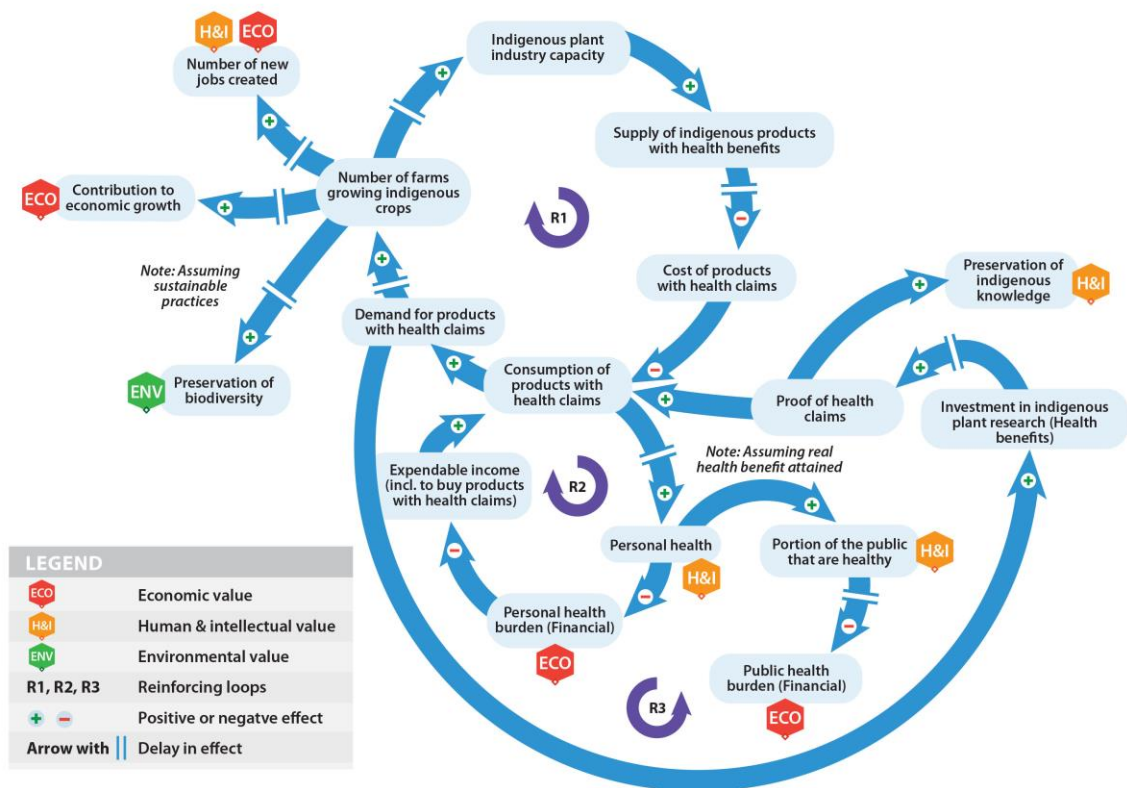 H&I
ECO
Number of new
jobs created
Indigenous plant
industry capacity
Supply of indigenous products
with health benefits
ECO
Contribution to
economic growth
Number of farms
growing indigenous
crops
R1
Note: Assuming
sustainable
practices
Cost of products
with health claims
Preservation of
indigenous
knowledge
H&I
Demand for products
with health claims
ENV
Preservation of
biodiversity
Consumption of
products with
health claims
Proof of health
claims
Investment in indigenous
plant research (Health
benefits)
Note: Assuming real
health benefit attained
Expendable income
(incl. to buy products
with health claims)
R2
Personal health
H&I
Portion of the public
that are healthy
H&I
Personal health
burden (Financial)
ECO
Public health
burden (Financial)
ECO
R3
LEGEND
ECO Economic value
H&I Human & intellectual value
ENV Environmental value
R1, R2, R3 Reinforcing loops
+ − Positive or negatve effect
Arrow with || Delay in effect